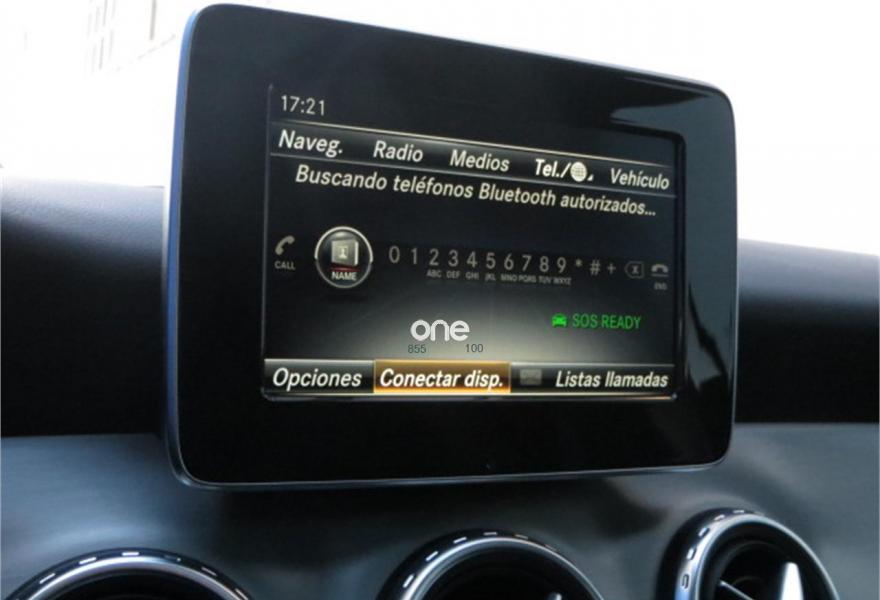 17:21
Naveg. Radio Medios Tel./ Vehículo
Buscando teléfonos Bluetooth autorizados...
CALL NAME 0 1 2 3 4 5 6 7 8 9 * # + X END
ABC DEF GHI JKL MNO PQRS TUV WXYZ
SOS READY
one
855 100
Opciones Conectar disp. Listas llamadas